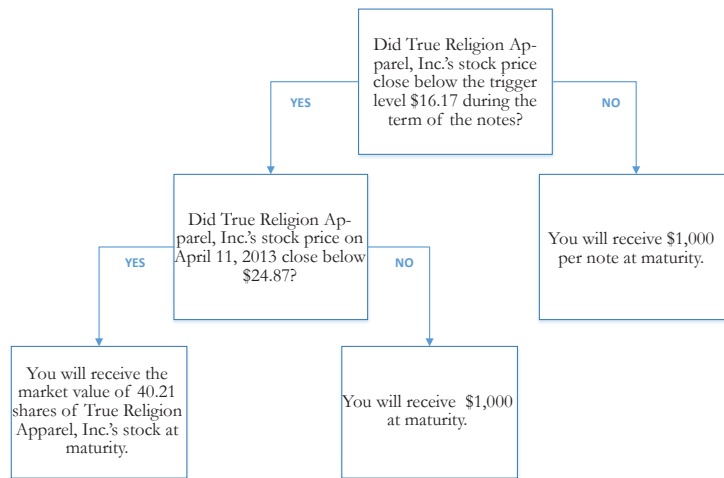 Did True Religion Ap-
parel, Inc.'s stock price
close below the trigger
level $16.17 during the
term of the notes?
YES
NO
Did True Religion Ap-
parel, Inc.'s stock price on
April 11, 2013 close below
$24.87?
You will receive $1,000
per note at maturity.
YES
NO
You will receive the
market value of 40.21
shares of True Religion
Apparel, Inc.'s stock at
maturity.
You will receive $1,000
at maturity.